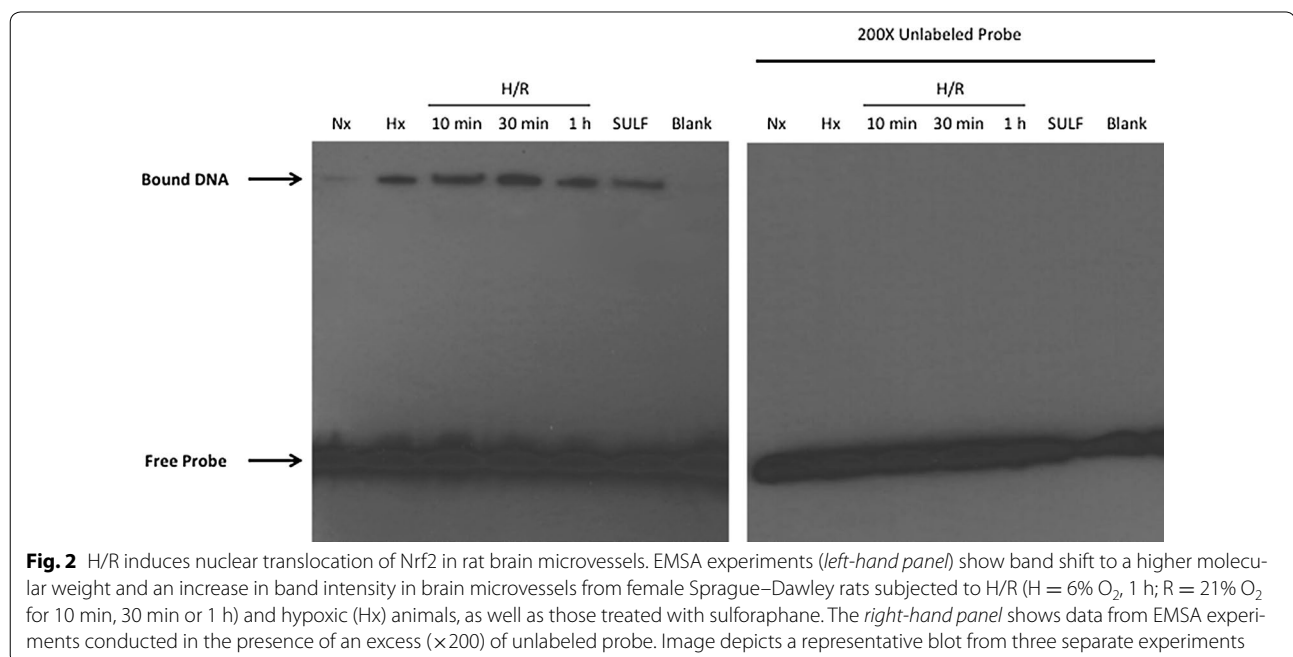 200X Unlabeled Probe
H/R
H/R
Nx Hx 10 min 30 min 1 h SULF Blank
Nx Hx 10 min 30 min 1 h SULF Blank
Bound DNA
Free Probe
Fig. 2 H/R induces nuclear translocation of Nrf2 in rat brain microvessels. EMSA experiments (left-hand panel) show band shift to a higher molecu-
lar weight and an increase in band intensity in brain microvessels from female Sprague–Dawley rats subjected to H/R (H = 6% O₂, 1 h; R = 21% O₂
for 10 min, 30 min or 1 h) and hypoxic (Hx) animals, as well as those treated with sulforaphane. The right-hand panel shows data from EMSA experi-
ments conducted in the presence of an excess (×200) of unlabeled probe. Image depicts a representative blot from three separate experiments